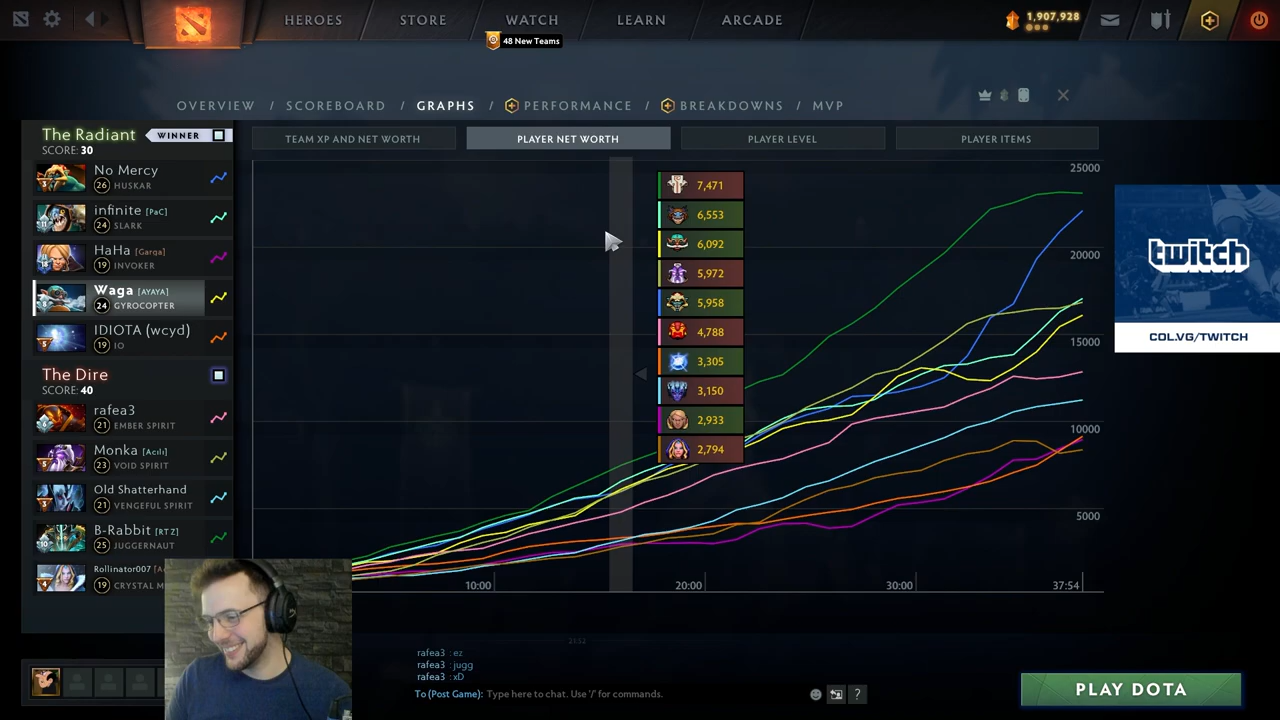 HEROES
STORE
WATCH
LEARN
ARCADE
1,907,928
48 New Teams
OVERVIEW / SCOREBOARD / GRAPHS / PERFORMANCE / BREAKDOWNS / MVP
The Radiant
WINNER
SCORE: 30
TEAM XP AND NET WORTH
PLAYER NET WORTH
PLAYER LEVEL
PLAYER ITEMS
No Mercy
26 HUSKAR
infinite [PaC]
24 SLARK
HaHa [Garga]
19 INVOKER
Waga [AYAYA]
24 GYROCOPTER
IDIOTA (wcyd)
19 IO
The Dire
SCORE: 40
rafea3
21 EMBER SPIRIT
Monka [Acili]
23 VOID SPIRIT
Old Shatterhand
21 VENGEFUL SPIRIT
B-Rabbit [RTZ]
25 JUGGERNAUT
Rollinator007
19 CRYSTAL M
7,471
6,553
6,092
5,972
5,958
4,788
3,305
3,150
2,933
2,794
25000
20000
15000
10000
5000
10:00
20:00
30:00
37:54
twitch
COL.VG/TWITCH
21:52
rafea3 : ez
rafea3 : jugg
rafea3 : xD
To (Post Game): Type here to chat. Use '/' for commands.
?
PLAY DOTA